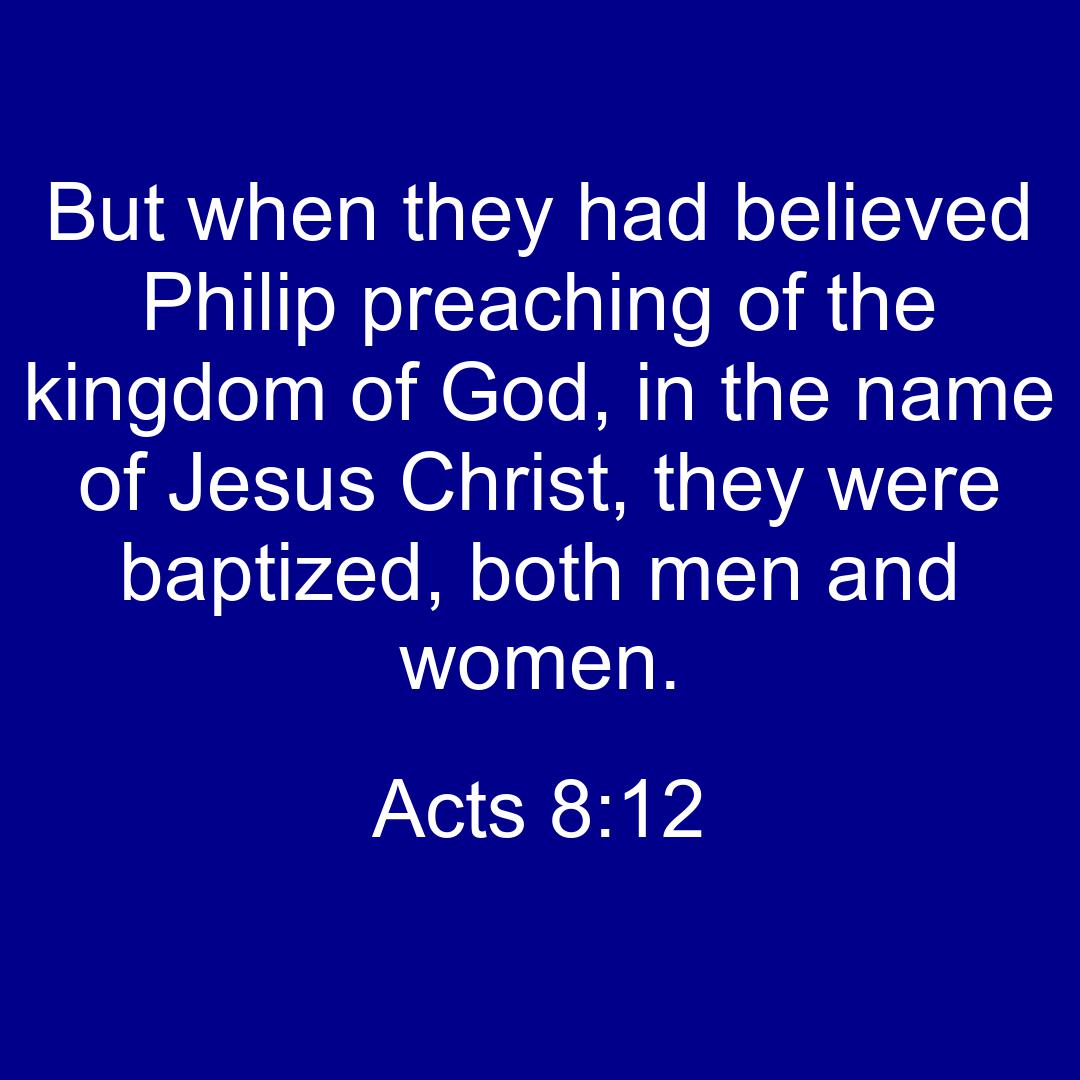 But when they had believed
Philip preaching of the
kingdom of God, in the name
of Jesus Christ, they were
baptized, both men and
women.
Acts 8:12